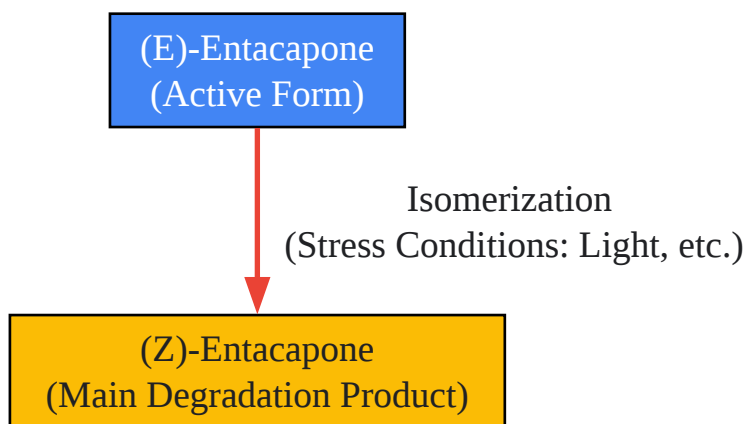 (E)-Entacapone
(Active Form)
Isomerization
(Stress Conditions: Light, etc.)
(Z)-Entacapone
(Main Degradation Product)